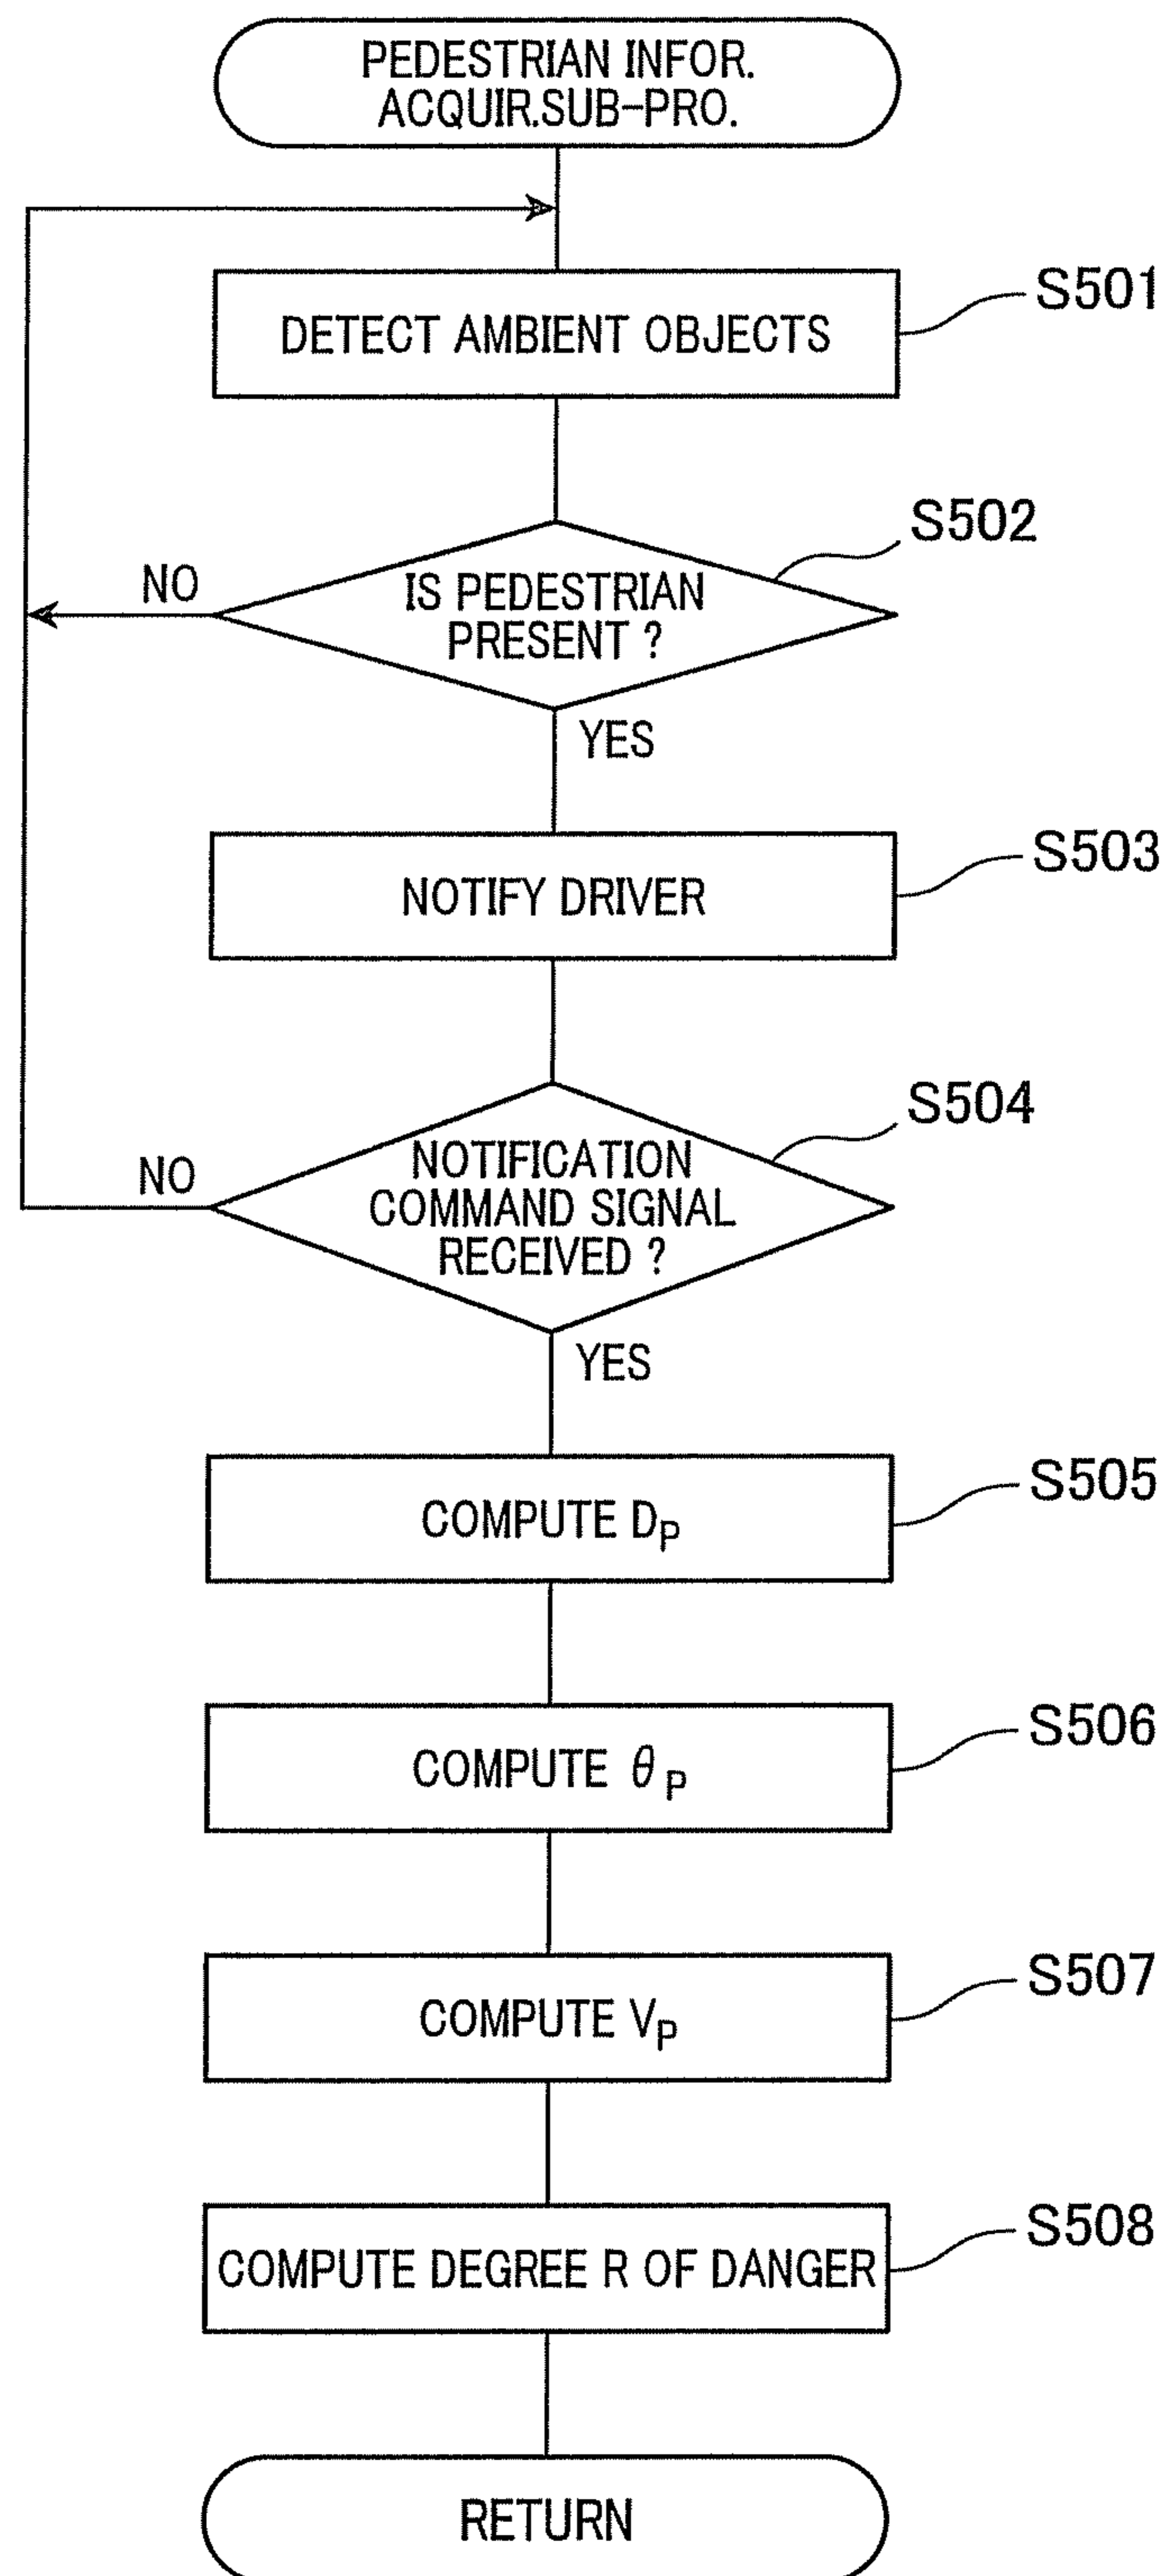 PEDESTRIAN INFOR.
ACQUIR.SUB-PRO.
DETECT AMBIENT OBJECTS
S501
IS PEDESTRIAN
PRESENT ?
S502
NO
YES
NOTIFY DRIVER
S503
NOTIFICATION
COMMAND SIGNAL
RECEIVED ?
S504
NO
YES
COMPUTE DP
S505
COMPUTE θP
S506
COMPUTE VP
S507
COMPUTE DEGREE R OF DANGER
S508
RETURN